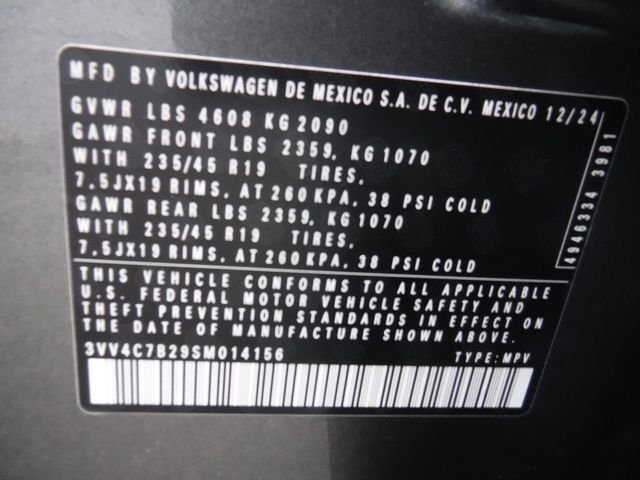 MFD BY VOLKSWAGEN DE MEXICO S.A. DE C.V. MEXICO 12/24
GVWR LBS 4608 KG 2090
GAWR FRONT LBS 2359, KG 1070
WITH 235/45 R19 TIRES,
7.5JX19 RIMS, AT 260 KPA, 38 PSI COLD
GAWR REAR LBS 2359, KG 1070
WITH 235/45 R19 TIRES,
7.5JX19 RIMS, AT 260 KPA, 38 PSI COLD
4946334 3981
THIS VEHICLE CONFORMS TO ALL APPLICABLE
U.S. FEDERAL MOTOR VEHICLE SAFETY AND
THEFT PREVENTION STANDARDS IN EFFECT ON
THE DATE OF MANUFACTURE SHOWN ABOVE.
3VV4C7B29SM014156 TYPE: MPV